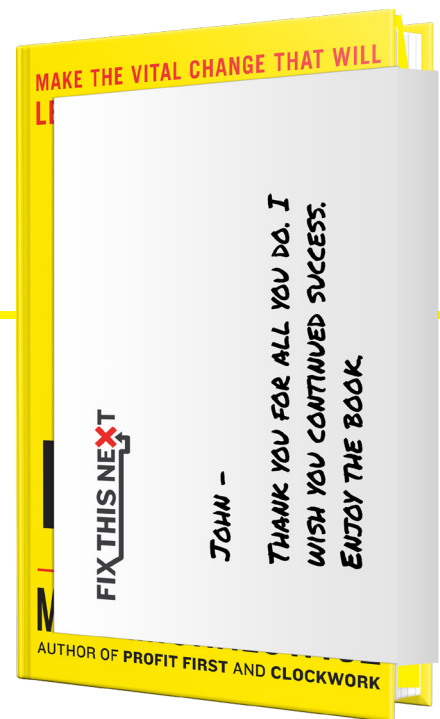 MAKE THE VITAL CHANGE THAT WILL
LE
FIX THIS NEXT
JOHN –
THANK YOU FOR ALL YOU DO. I
WISH YOU CONTINUED SUCCESS.
ENJOY THE BOOK.
M
AUTHOR OF PROFIT FIRST AND CLOCKWORK